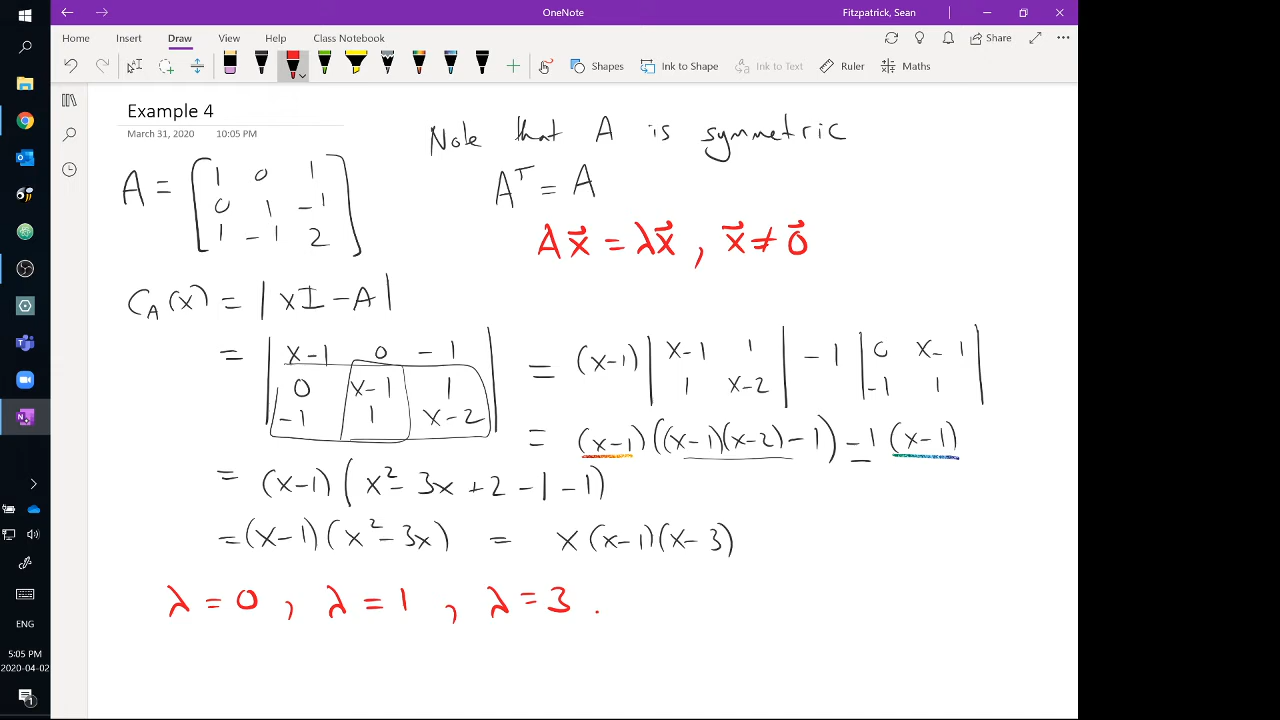 OneNote
Fitzpatrick, Sean
Home Insert Draw View Help Class Notebook Share
Shapes Ink to Shape Ink to Text Ruler Maths
Example 4
March 31, 2020 10:05 PM
Note that A is symmetric
A = [1 0 1
0 1 -1
1 -1 2]
Aᵀ = A
Ax⃗ = λx⃗ , x⃗ ≠ 0⃗
C_A(x) = |xI - A|
= |x-1 0 -1
0 x-1 1
-1 1 x-2|
= (x-1) |x-1 1
1 x-2| -1 |0 x-1
-1 1|
= (x-1)((x-1)(x-2)-1) -1(x-1)
= (x-1)(x² - 3x + 2 - 1 - 1)
= (x-1)(x² - 3x) = x(x-1)(x-3)
λ = 0 , λ = 1 , λ = 3 .
ENG
5:05 PM
2020-04-02
1